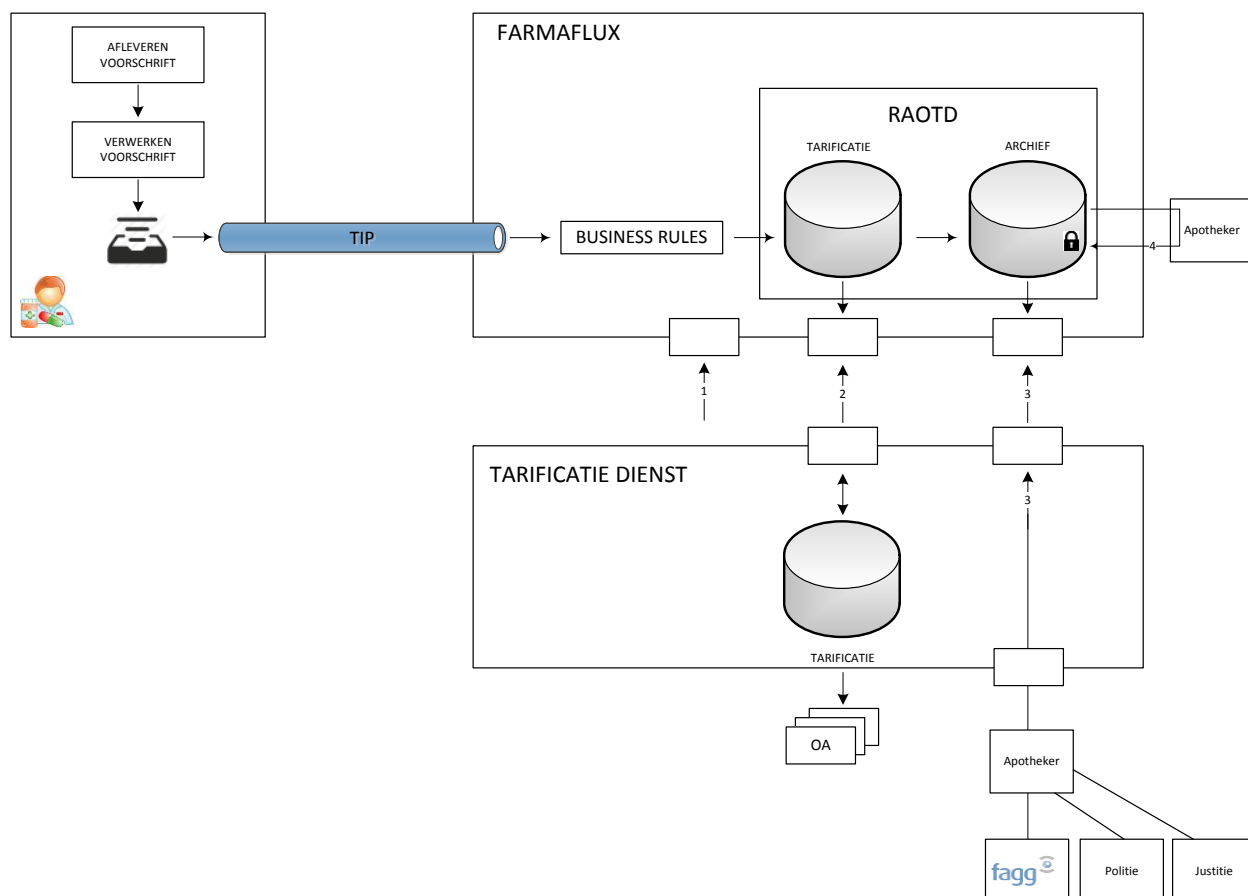 AFLEVEREN
VOORSCHRIFT
VERWERKEN
VOORSCHRIFT
TIP
FARMAFLUX
BUSINESS RULES
RAOTD
TARIFICATIE
ARCHIEF
Apotheker
4
1
2
3
TARIFICATIE DIENST
3
TARIFICATIE
OA
Apotheker
fagg
Politie
Justitie